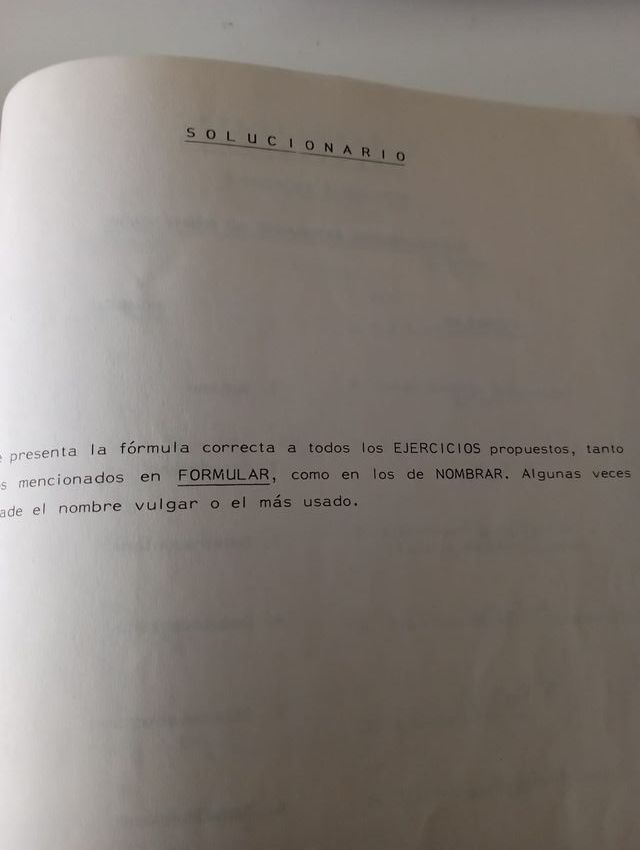 SOLUCIONARIO
presenta la fórmula correcta a todos los EJERCICIOS propuestos, tanto
mencionados en FORMULAR, como en los de NOMBRAR. Algunas veces
el nombre vulgar o el más usado.